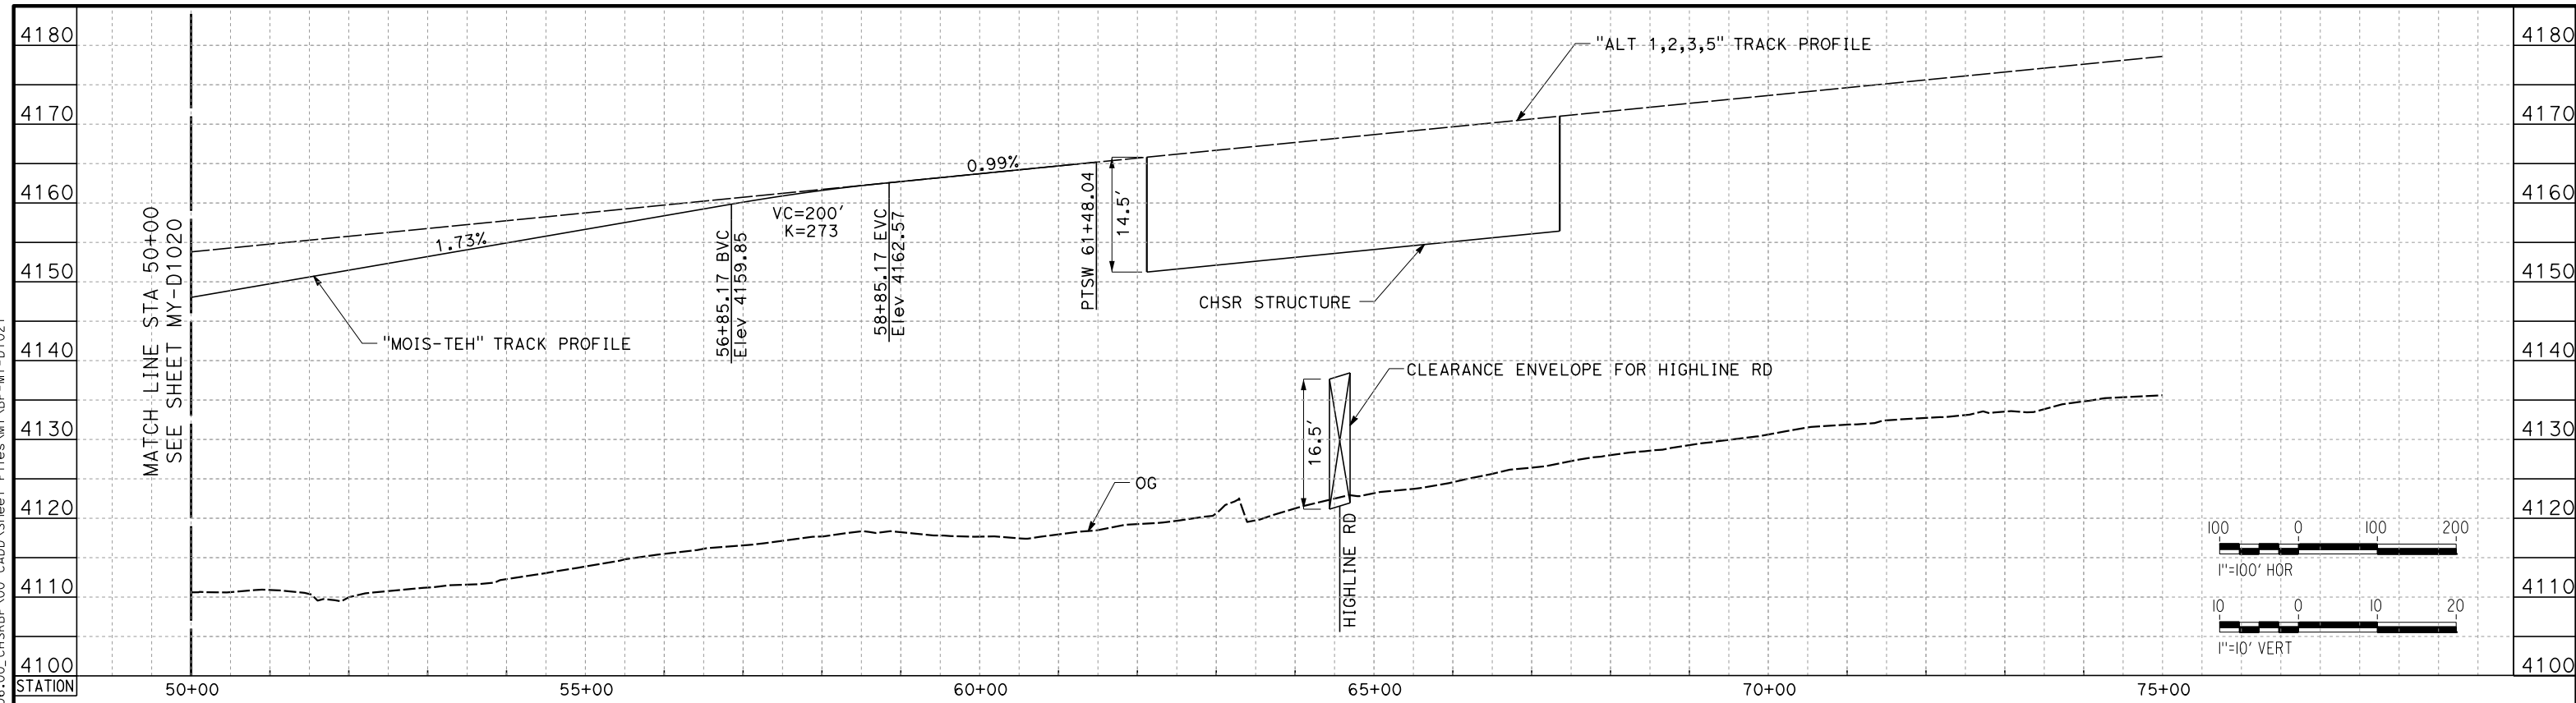 4180
4170
4160
4150
4140
4130
4120
4110
4100
STATION
MATCH LINE STA 50+00
SEE SHEET MY-D1020
1.73%
"MOIS-TEH" TRACK PROFILE
56+85.17 BVC
Elev 4159.85
VC=200'
K=273
58+85.17 EVC
Elev 4162.57
0.99%
PTSW 61+48.04
14.5'
"ALT 1,2,3,5" TRACK PROFILE
CHSR STRUCTURE
CLEARANCE ENVELOPE FOR HIGHLINE RD
16.5'
OG
HIGHLINE RD
100 0 100 200
1"=100' HOR
10 0 10 20
1"=10' VERT
50+00 55+00 60+00 65+00 70+00 75+00
4180
4170
4160
4150
4140
4130
4120
4110
4100